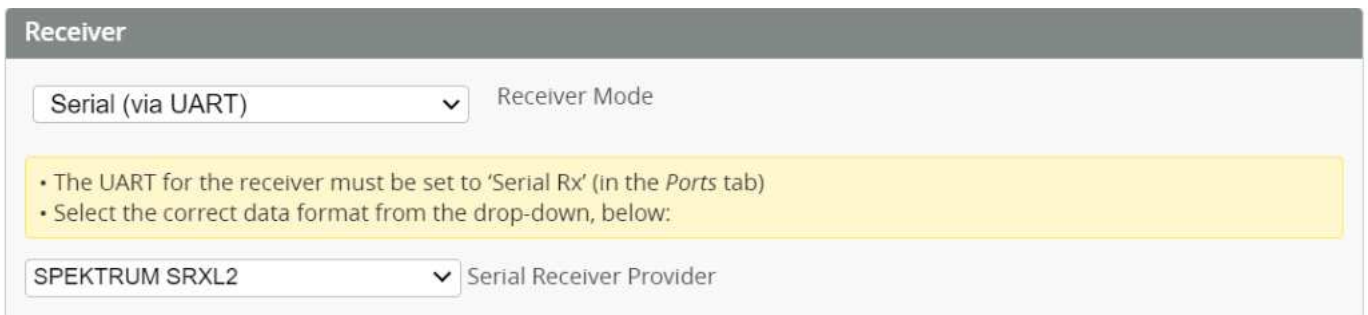 Receiver
Serial (via UART) Receiver Mode
• The UART for the receiver must be set to ‘Serial Rx’ (in the Ports tab)
• Select the correct data format from the drop-down, below:
SPEKTRUM SRXL2 Serial Receiver Provider